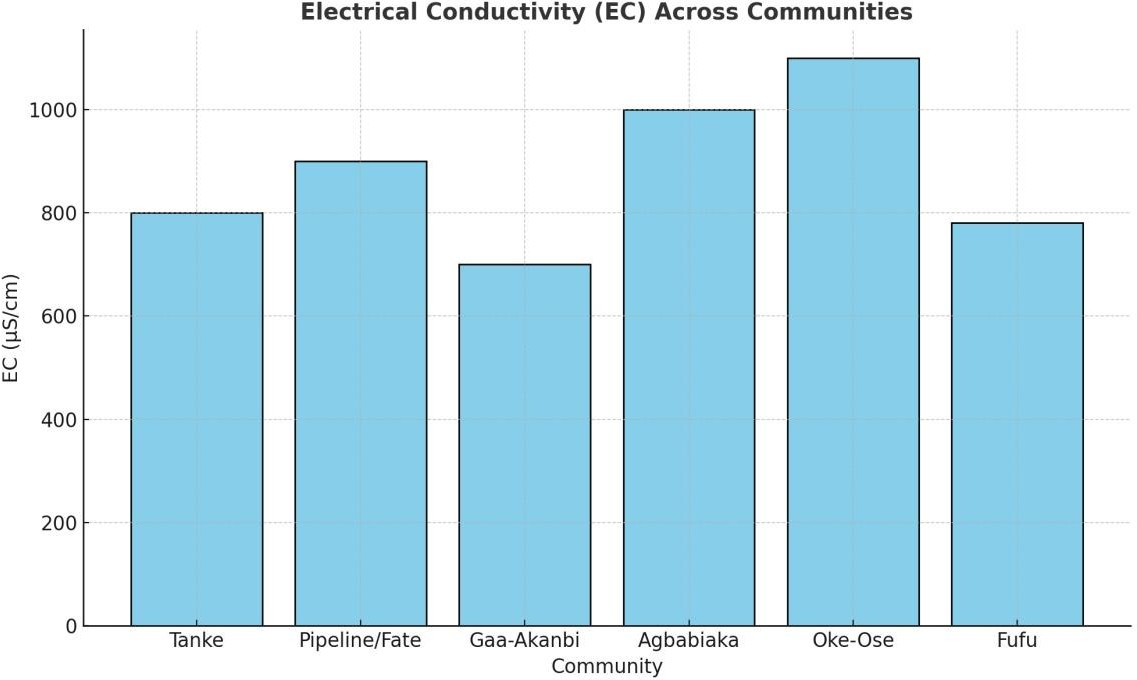 Electrical Conductivity (EC) Across Communities
EC (µS/cm)
1000
800
600
400
200
0
Tanke Pipeline/Fate Gaa-Akanbi Agbabiaka Oke-Ose Fufu
Community